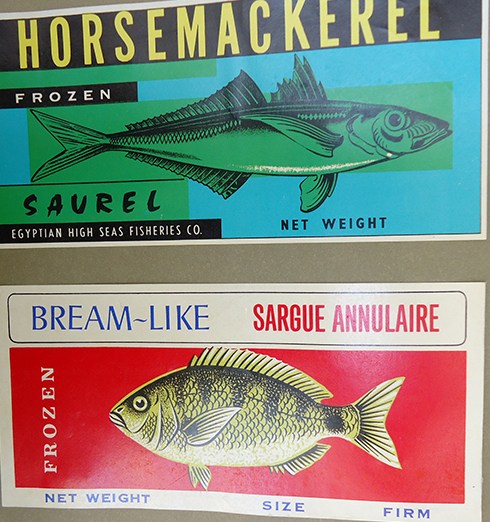 HORSEMACKEREL
FROZEN
SAUREL
NET WEIGHT
EGYPTIAN HIGH SEAS FISHERIES CO.
BREAM~LIKE SARGUE ANNULAIRE
FROZEN
NET WEIGHT SIZE FIRM